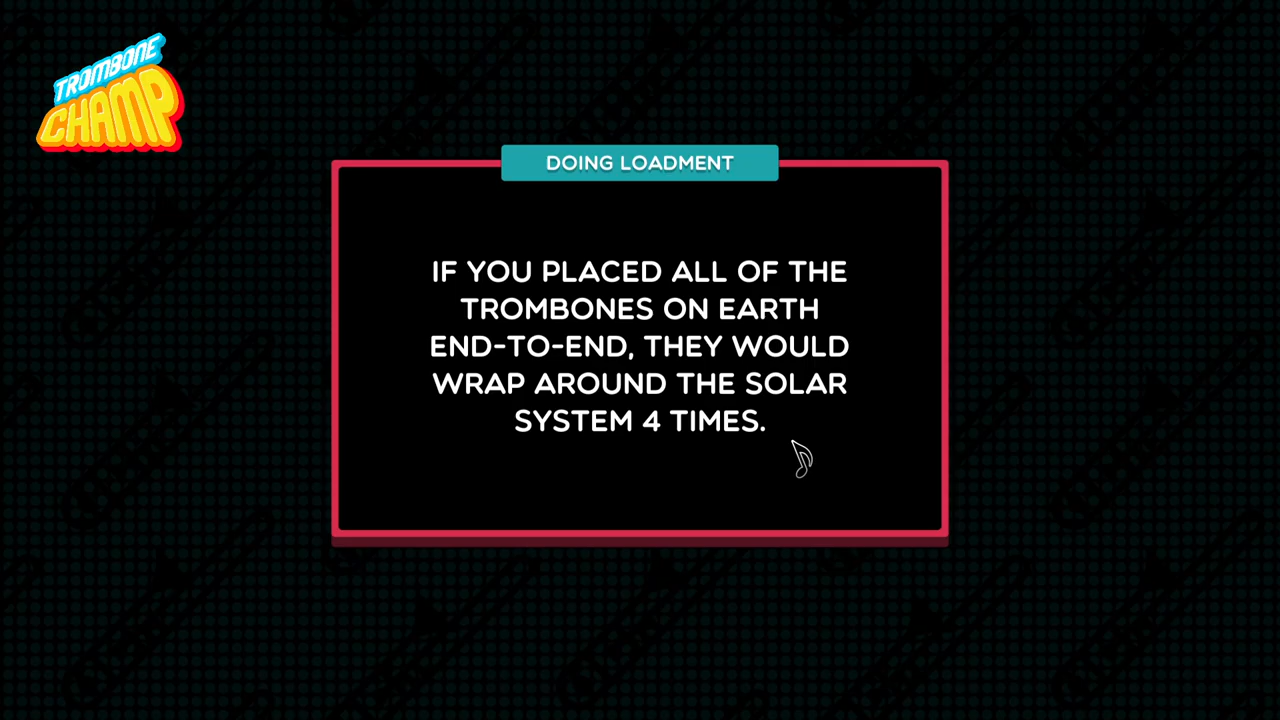 TROMBONE
CHAMP
DOING LOADMENT
IF YOU PLACED ALL OF THE
TROMBONES ON EARTH
END-TO-END, THEY WOULD
WRAP AROUND THE SOLAR
SYSTEM 4 TIMES.